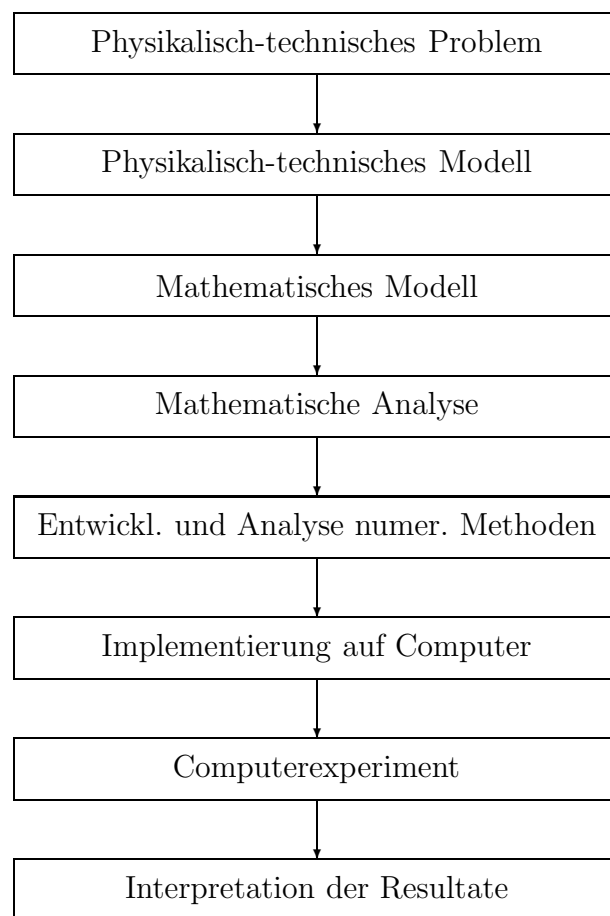 Physikalisch-technisches Problem
Physikalisch-technisches Modell
Mathematisches Modell
Mathematische Analyse
Entwickl. und Analyse numer. Methoden
Implementierung auf Computer
Computerexperiment
Interpretation der Resultate